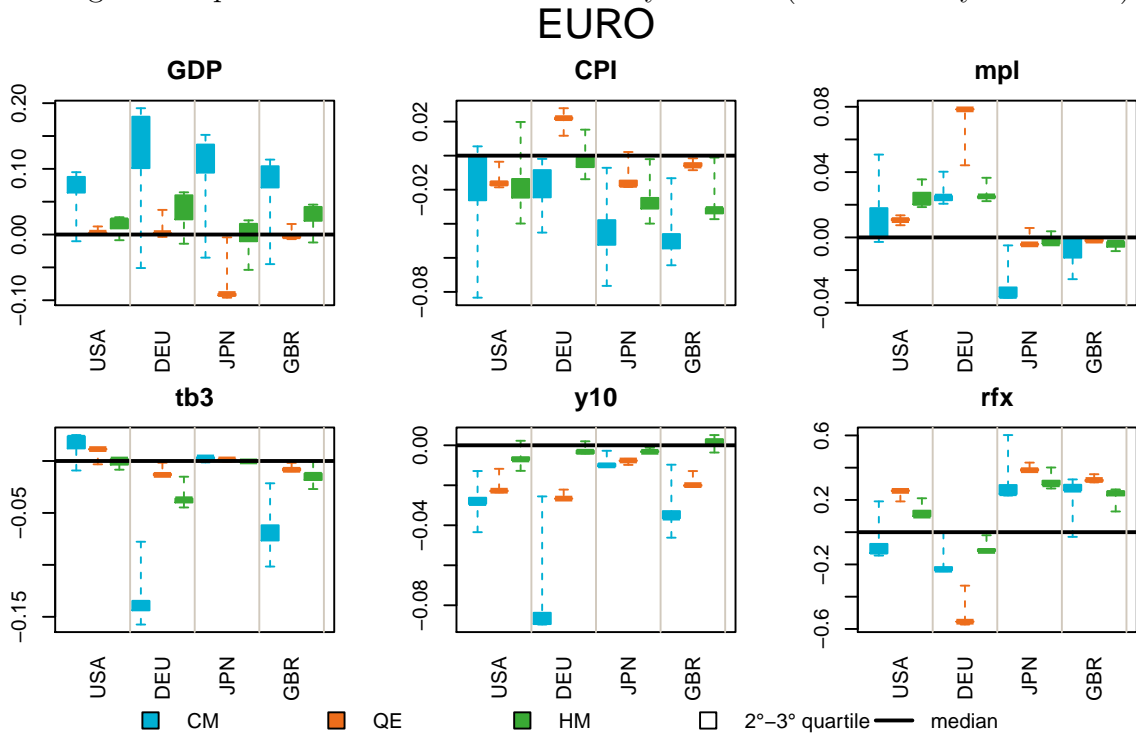 EURO
GDP CPI mpl
0.20 0.10 0.00 −0.10
0.02 −0.02 −0.08
0.08 0.04 0.00 −0.04
USA DEU JPN GBR USA DEU JPN GBR USA DEU JPN GBR
tb3 y10 rfx
−0.05 −0.15
0.00 −0.04 −0.08
0.6 0.2 −0.2 −0.6
USA DEU JPN GBR USA DEU JPN GBR USA DEU JPN GBR
CM QE HM 2°−3° quartile median